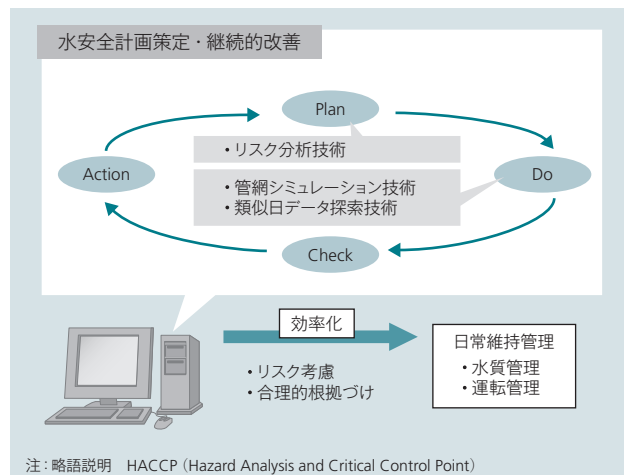 水安全計画策定・継続的改善
Plan
・リスク分析技術
Action
・管網シミュレーション技術
・類似日データ探索技術
Do
Check
効率化
・リスク考慮
・合理的根拠づけ
日常維持管理
・水質管理
・運転管理
注：略語説明　HACCP（Hazard Analysis and Critical Control Point）